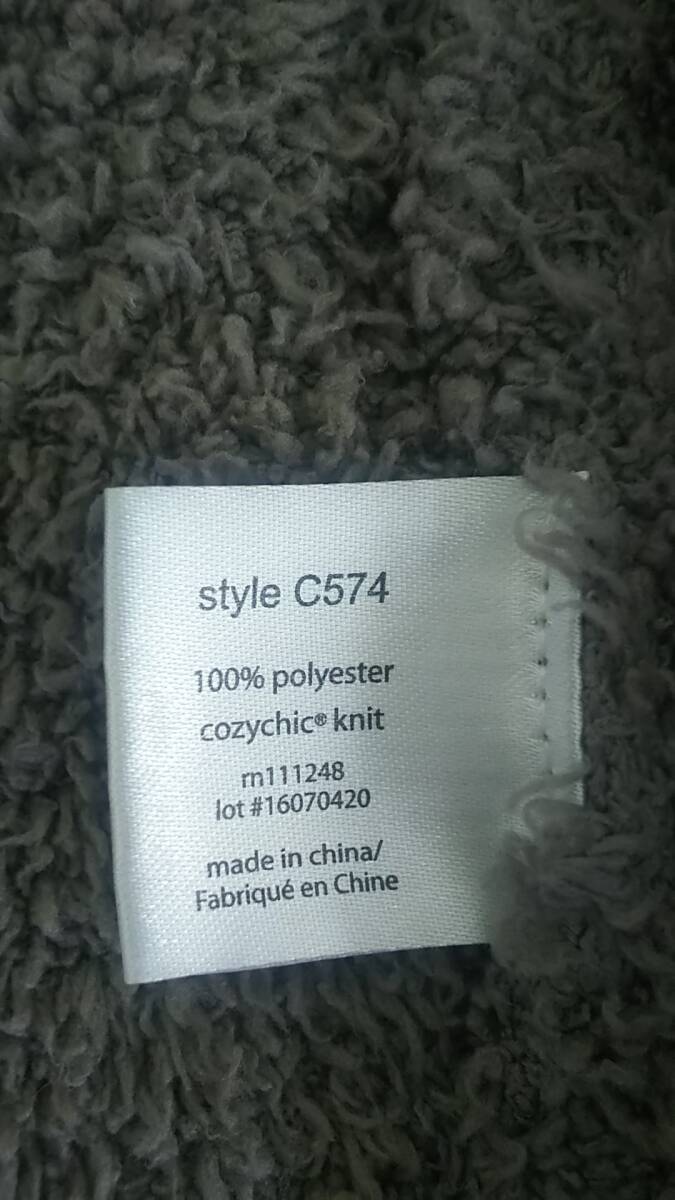 style C574
100% polyester
cozychic® knit
rn111248
lot #16070420
made in china/
Fabriqué en Chine